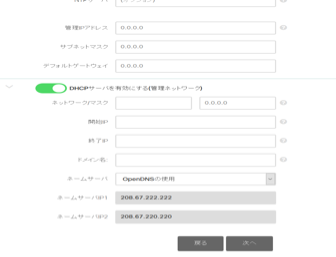 管理IPアドレス 0.0.0.0
サブネットマスク 0.0.0.0
デフォルトゲートウェイ 0.0.0.0
DHCPサーバを有効にする(管理ネットワーク)
ネットワーク/マスク 0.0.0.0
開始IP
終了IP
ドメイン名:
ネームサーバ OpenDNSの使用
ネームサーバIP1 208.67.222.222
ネームサーバIP2 208.67.220.220
戻る 次へ